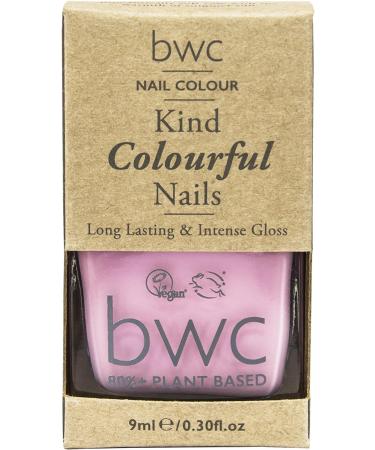 bwc
NAIL COLOUR
Kind
Colourful
Nails
Long Lasting & Intense Gloss
Vegan
bwc
80%+ PLANT BASED
9ml ℮/0.30fl.oz